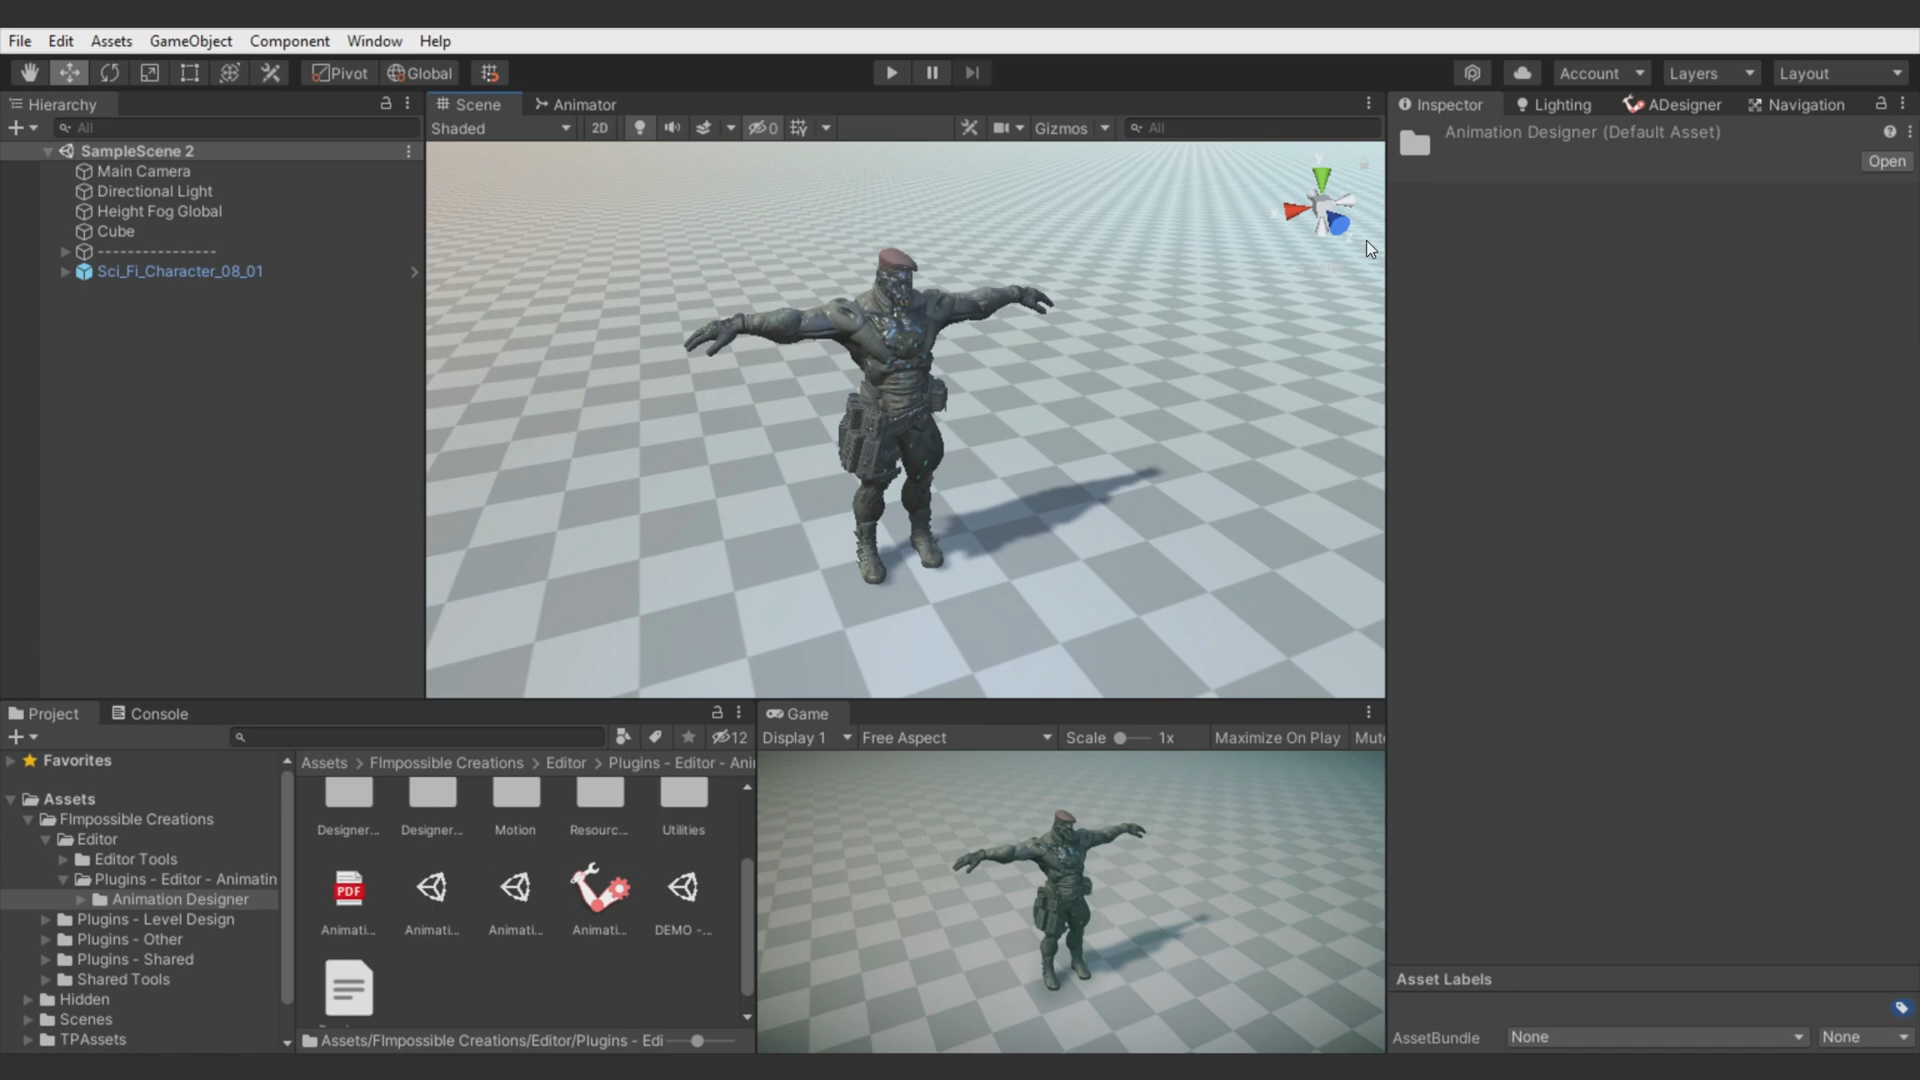 File Edit Assets GameObject Component Window Help
Pivot Global Account Layers Layout
Hierarchy
All
SampleScene 2
Main Camera
Directional Light
Height Fog Global
Cube
----------------
Sci_Fi_Character_08_01
Scene Animator
Shaded 2D 0 Gizmos All
y
Inspector Lighting ADesigner Navigation
Animation Designer (Default Asset)
Open
Project Console
12
Favorites
Assets
FImpossible Creations
Editor
Editor Tools
Plugins - Editor - Animatin
Animation Designer
Plugins - Level Design
Plugins - Other
Plugins - Shared
Shared Tools
Hidden
Scenes
TPAssets
Assets > FImpossible Creations > Editor > Plugins - Editor - Ani
Designer... Designer... Motion Resourc... Utilities
PDF
Animati... Animati... Animati... Animati... DEMO -...
Assets/FImpossible Creations/Editor/Plugins - Edi
Game
Display 1 Free Aspect Scale 1x Maximize On Play Mut
Asset Labels
AssetBundle None None